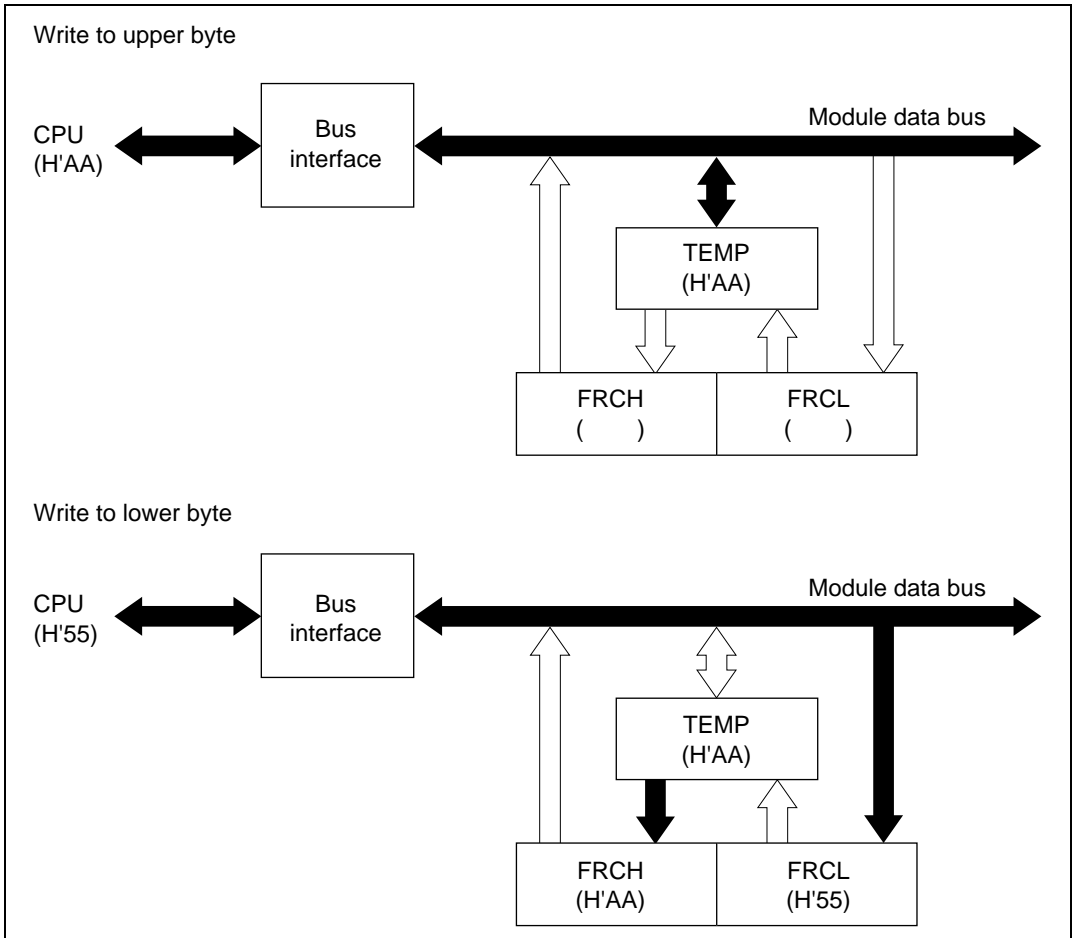 Write to upper byte
CPU
(H'AA)
Bus
interface
Module data bus
TEMP
(H'AA)
FRCH
( )
FRCL
( )
Write to lower byte
CPU
(H'55)
Bus
interface
Module data bus
TEMP
(H'AA)
FRCH
(H'AA)
FRCL
(H'55)